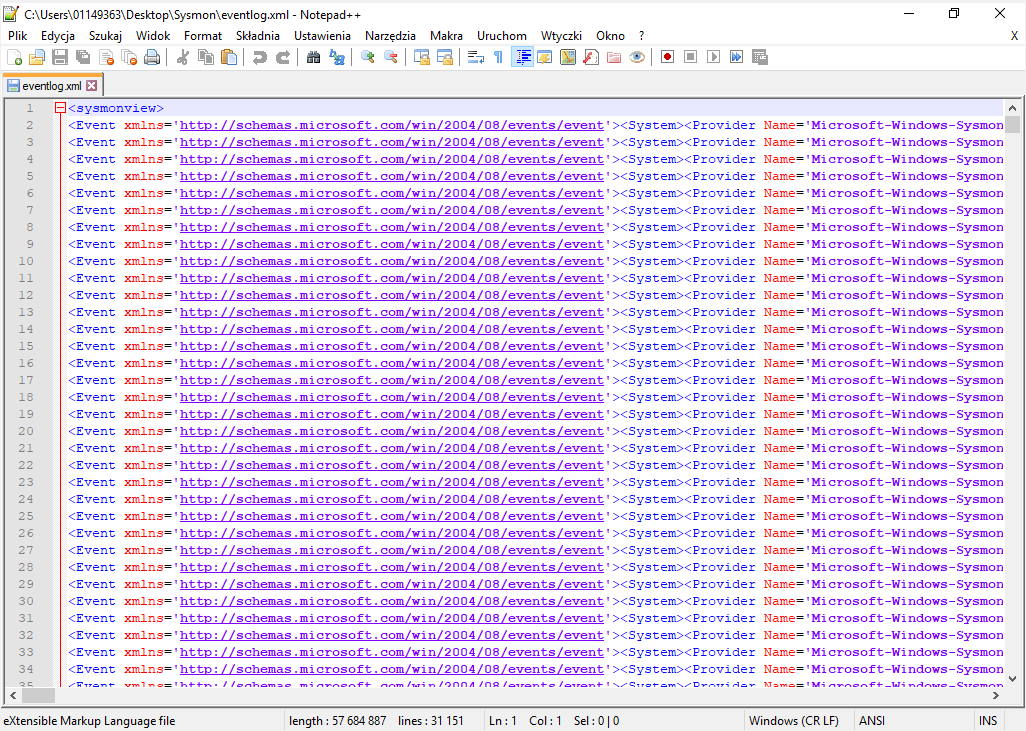 C:\Users\01149363\Desktop\Sysmon\eventlog.xml - Notepad++
Plik Edycja Szukaj Widok Format Składnia Ustawienia Narzędzia Makra Uruchom Wtyczki Okno ? X
eventlog.xml
1 <sysmonview>
2 <Event xmlns='http://schemas.microsoft.com/win/2004/08/events/event'><System><Provider Name='Microsoft-Windows-Sysmon
3 <Event xmlns='http://schemas.microsoft.com/win/2004/08/events/event'><System><Provider Name='Microsoft-Windows-Sysmon
4 <Event xmlns='http://schemas.microsoft.com/win/2004/08/events/event'><System><Provider Name='Microsoft-Windows-Sysmon
5 <Event xmlns='http://schemas.microsoft.com/win/2004/08/events/event'><System><Provider Name='Microsoft-Windows-Sysmon
6 <Event xmlns='http://schemas.microsoft.com/win/2004/08/events/event'><System><Provider Name='Microsoft-Windows-Sysmon
7 <Event xmlns='http://schemas.microsoft.com/win/2004/08/events/event'><System><Provider Name='Microsoft-Windows-Sysmon
8 <Event xmlns='http://schemas.microsoft.com/win/2004/08/events/event'><System><Provider Name='Microsoft-Windows-Sysmon
9 <Event xmlns='http://schemas.microsoft.com/win/2004/08/events/event'><System><Provider Name='Microsoft-Windows-Sysmon
10 <Event xmlns='http://schemas.microsoft.com/win/2004/08/events/event'><System><Provider Name='Microsoft-Windows-Sysmon
11 <Event xmlns='http://schemas.microsoft.com/win/2004/08/events/event'><System><Provider Name='Microsoft-Windows-Sysmon
12 <Event xmlns='http://schemas.microsoft.com/win/2004/08/events/event'><System><Provider Name='Microsoft-Windows-Sysmon
13 <Event xmlns='http://schemas.microsoft.com/win/2004/08/events/event'><System><Provider Name='Microsoft-Windows-Sysmon
14 <Event xmlns='http://schemas.microsoft.com/win/2004/08/events/event'><System><Provider Name='Microsoft-Windows-Sysmon
15 <Event xmlns='http://schemas.microsoft.com/win/2004/08/events/event'><System><Provider Name='Microsoft-Windows-Sysmon
16 <Event xmlns='http://schemas.microsoft.com/win/2004/08/events/event'><System><Provider Name='Microsoft-Windows-Sysmon
17 <Event xmlns='http://schemas.microsoft.com/win/2004/08/events/event'><System><Provider Name='Microsoft-Windows-Sysmon
18 <Event xmlns='http://schemas.microsoft.com/win/2004/08/events/event'><System><Provider Name='Microsoft-Windows-Sysmon
19 <Event xmlns='http://schemas.microsoft.com/win/2004/08/events/event'><System><Provider Name='Microsoft-Windows-Sysmon
20 <Event xmlns='http://schemas.microsoft.com/win/2004/08/events/event'><System><Provider Name='Microsoft-Windows-Sysmon
21 <Event xmlns='http://schemas.microsoft.com/win/2004/08/events/event'><System><Provider Name='Microsoft-Windows-Sysmon
22 <Event xmlns='http://schemas.microsoft.com/win/2004/08/events/event'><System><Provider Name='Microsoft-Windows-Sysmon
23 <Event xmlns='http://schemas.microsoft.com/win/2004/08/events/event'><System><Provider Name='Microsoft-Windows-Sysmon
24 <Event xmlns='http://schemas.microsoft.com/win/2004/08/events/event'><System><Provider Name='Microsoft-Windows-Sysmon
25 <Event xmlns='http://schemas.microsoft.com/win/2004/08/events/event'><System><Provider Name='Microsoft-Windows-Sysmon
26 <Event xmlns='http://schemas.microsoft.com/win/2004/08/events/event'><System><Provider Name='Microsoft-Windows-Sysmon
27 <Event xmlns='http://schemas.microsoft.com/win/2004/08/events/event'><System><Provider Name='Microsoft-Windows-Sysmon
28 <Event xmlns='http://schemas.microsoft.com/win/2004/08/events/event'><System><Provider Name='Microsoft-Windows-Sysmon
29 <Event xmlns='http://schemas.microsoft.com/win/2004/08/events/event'><System><Provider Name='Microsoft-Windows-Sysmon
30 <Event xmlns='http://schemas.microsoft.com/win/2004/08/events/event'><System><Provider Name='Microsoft-Windows-Sysmon
31 <Event xmlns='http://schemas.microsoft.com/win/2004/08/events/event'><System><Provider Name='Microsoft-Windows-Sysmon
32 <Event xmlns='http://schemas.microsoft.com/win/2004/08/events/event'><System><Provider Name='Microsoft-Windows-Sysmon
33 <Event xmlns='http://schemas.microsoft.com/win/2004/08/events/event'><System><Provider Name='Microsoft-Windows-Sysmon
34 <Event xmlns='http://schemas.microsoft.com/win/2004/08/events/event'><System><Provider Name='Microsoft-Windows-Sysmon
35 <Event xmlns='http://schemas.microsoft.com/win/2004/08/events/event'><System><Provider Name='Microsoft-Windows-Sysmon
eXtensible Markup Language file length : 57 684 887 lines : 31 151 Ln : 1 Col : 1 Sel : 0 | 0 Windows (CR LF) ANSI INS